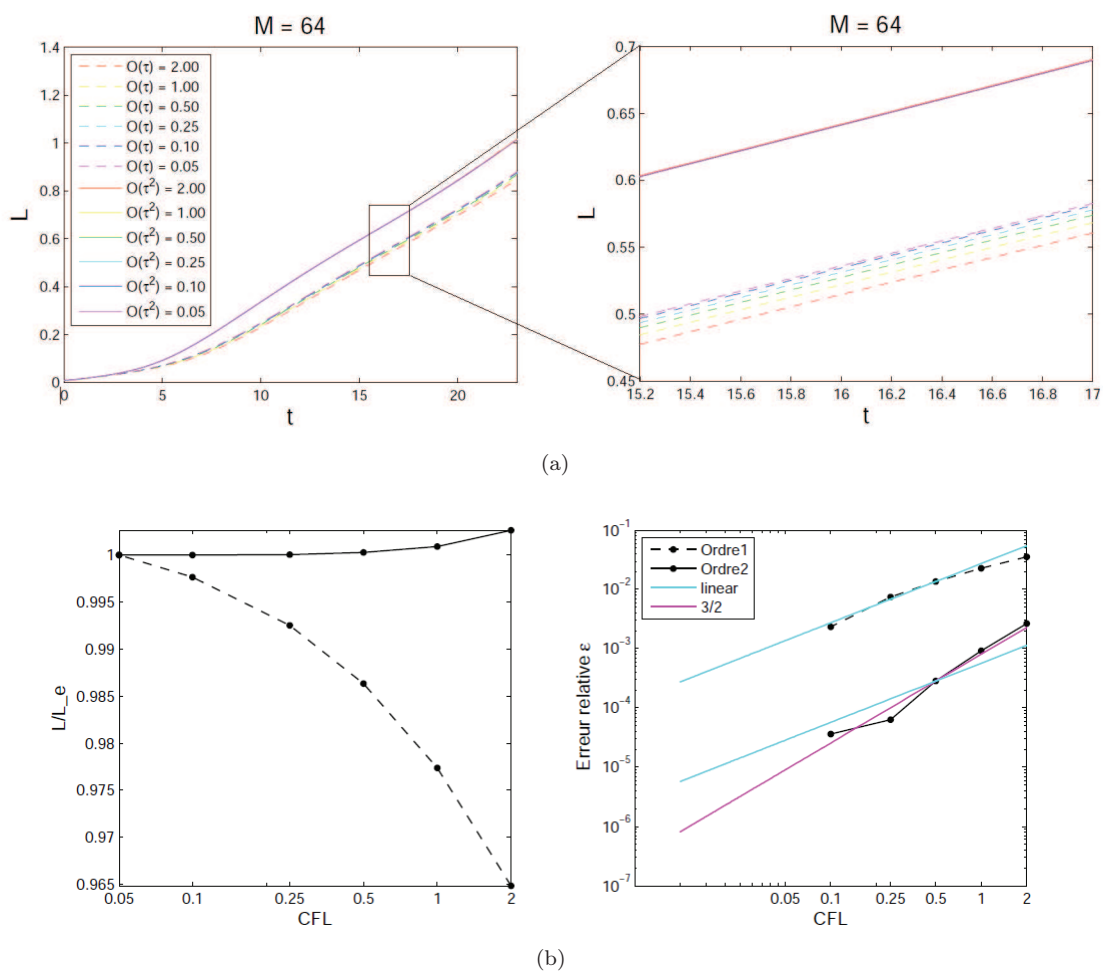 M = 64
1.4
1.2
1
0.8
0.6
0.4
0.2
0
L
O(τ) = 2.00
O(τ) = 1.00
O(τ) = 0.50
O(τ) = 0.25
O(τ) = 0.10
O(τ) = 0.05
O(τ²) = 2.00
O(τ²) = 1.00
O(τ²) = 0.50
O(τ²) = 0.25
O(τ²) = 0.10
O(τ²) = 0.05
0 5 10 15 20
t
M = 64
0.7
0.65
0.6
0.55
0.5
0.45
L
15.2 15.4 15.6 15.8 16 16.2 16.4 16.6 16.8 17
t
(a)
1
0.995
0.99
0.985
0.98
0.975
0.97
0.965
L/L_e
0.05 0.1 0.25 0.5 1 2
CFL
10⁻¹
10⁻²
10⁻³
10⁻⁴
10⁻⁵
10⁻⁶
10⁻⁷
Erreur relative ε
Ordre1
Ordre2
linear
3/2
0.05 0.1 0.25 0.5 1 2
CFL
(b)